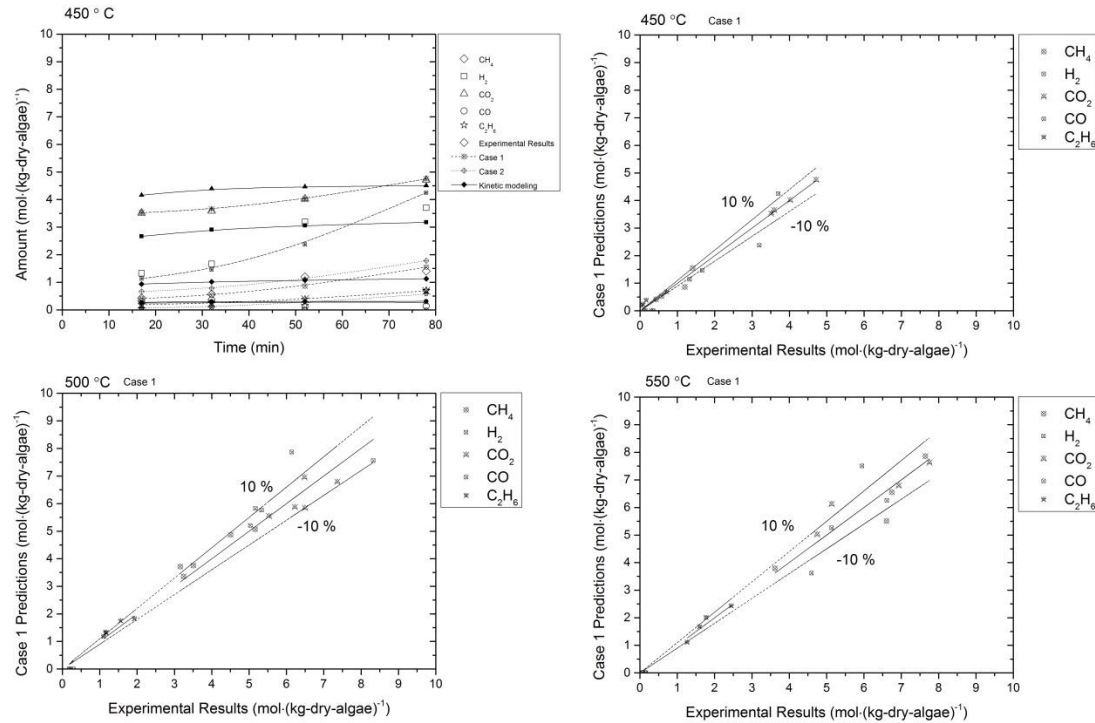 450 ° C
Amount (mol·(kg-dry-algae)⁻¹)
10
9
8
7
6
5
4
3
2
1
0
0 10 20 30 40 50 60 70 80
Time (min)
CH₄
H₂
CO₂
CO
C₂H₆
Experimental Results
Case 1
Case 2
Kinetic modeling
450 °C Case 1
Case 1 Predictions (mol·(kg-dry-algae)⁻¹)
10
9
8
7
6
5
4
3
2
1
0
10 %
-10 %
0 1 2 3 4 5 6 7 8 9 10
Experimental Results (mol·(kg-dry-algae)⁻¹)
CH₄
H₂
CO₂
CO
C₂H₆
500 °C Case 1
Case 1 Predictions (mol·(kg-dry-algae)⁻¹)
10
9
8
7
6
5
4
3
2
1
0
10 %
-10 %
0 1 2 3 4 5 6 7 8 9 10
Experimental Results (mol·(kg-dry-algae)⁻¹)
CH₄
H₂
CO₂
CO
C₂H₆
550 °C Case 1
Case 1 Predictions (mol·(kg-dry-algae)⁻¹)
10
9
8
7
6
5
4
3
2
1
0
10 %
-10 %
0 1 2 3 4 5 6 7 8 9 10
Experimental Results (mol·(kg-dry-algae)⁻¹)
CH₄
H₂
CO₂
CO
C₂H₆